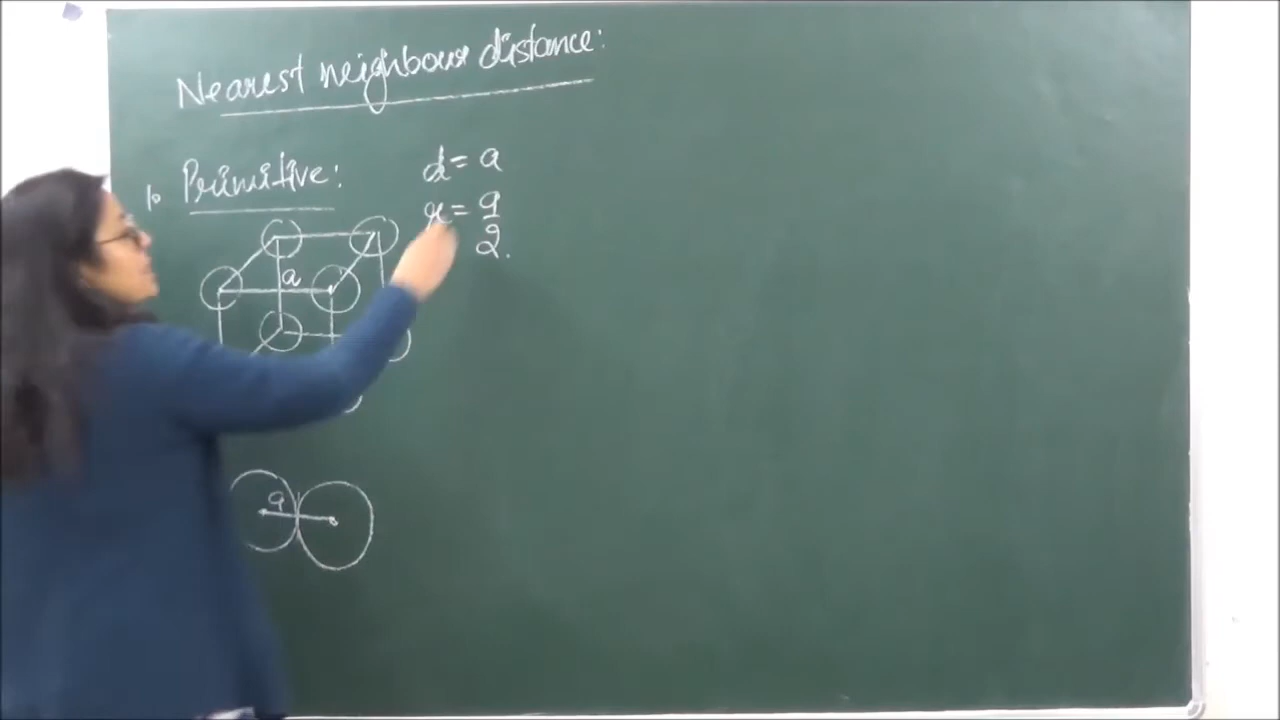 Nearest neighbour distance:
1. Primitive:
d = a
r = a/2.
a
a